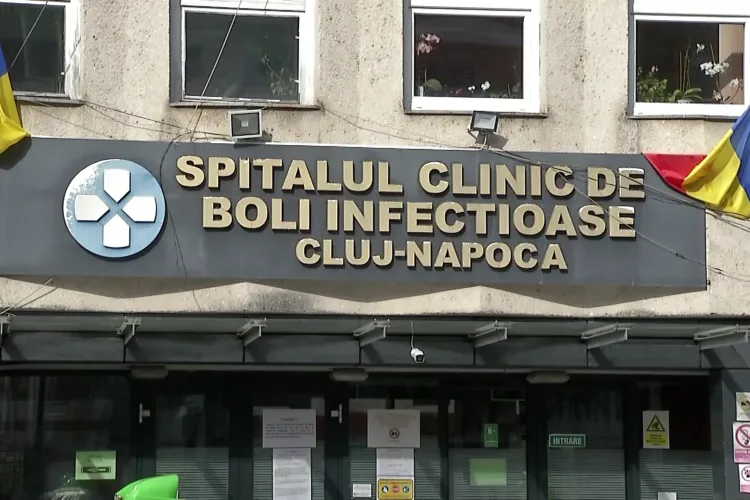 SPITALUL CLINIC DE
BOLI INFECTIOASE
CLUJ-NAPOCA
INTRARE